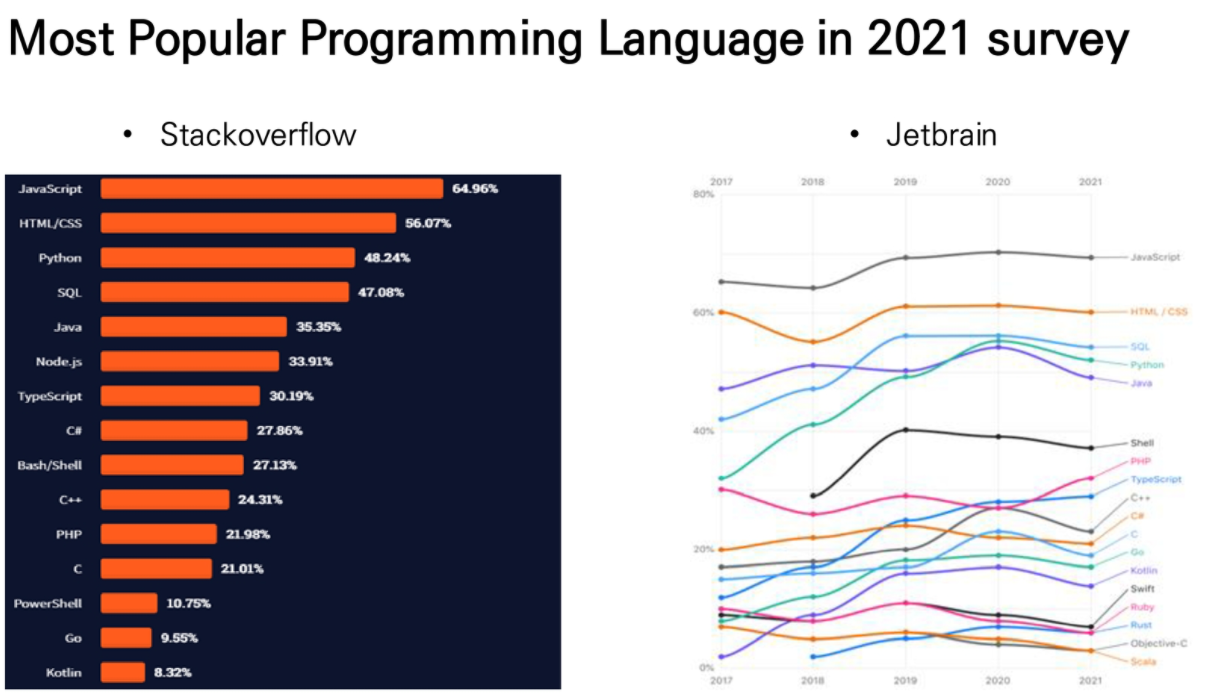 Most Popular Programming Language in 2021 survey
• Stackoverflow
JavaScript 64.96%
HTML/CSS 56.07%
Python 48.24%
SQL 47.08%
Java 35.35%
Node.js 33.91%
TypeScript 30.19%
C# 27.86%
Bash/Shell 27.13%
C++ 24.31%
PHP 21.98%
C 21.01%
PowerShell 10.75%
Go 9.55%
Kotlin 8.32%
• Jetbrain
2017 2018 2019 2020 2021
80%
60%
40%
20%
0%
JavaScript
HTML / CSS
SQL
Python
Java
Shell
PHP
TypeScript
C++
C#
C
Go
Kotlin
Swift
Ruby
Rust
Objective-C
Scala
2017 2018 2019 2020 2021